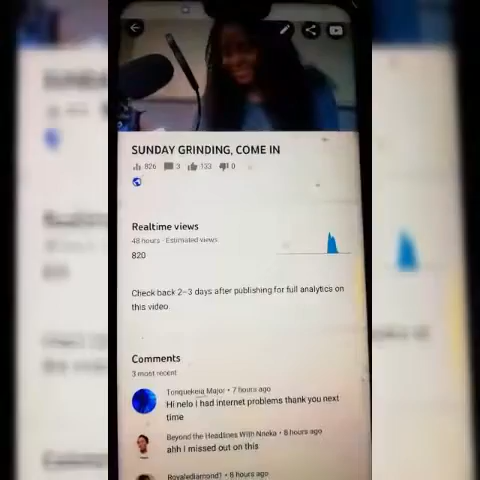 SUNDAY GRINDING, COME IN
826 3 133 0
Realtime views
48 hours · Estimated views
820
Check back 2–3 days after publishing for full analytics on
this video
Comments
3 most recent
Tonquekeia Major • 7 hours ago
Hi nelo I had internet problems thank you next
time
Beyond the Headlines With Nneka • 8 hours ago
ahh I missed out on this
Royalediamond1 • 8 hours ago